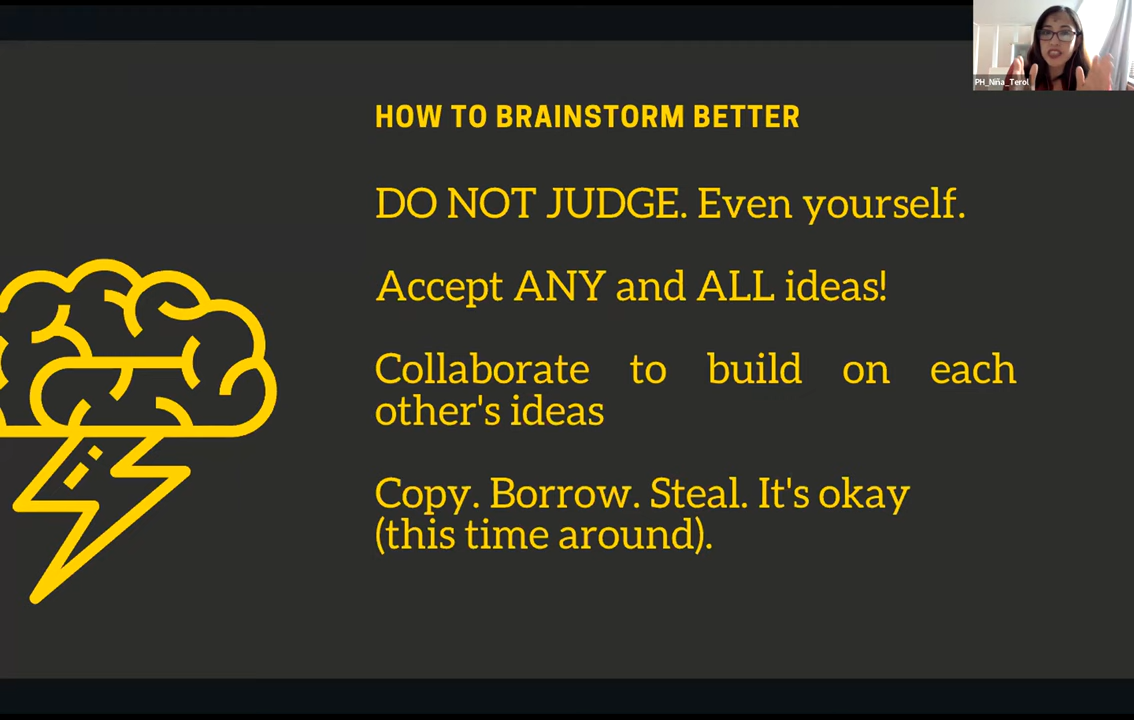 PH_Niña_Terol
HOW TO BRAINSTORM BETTER
DO NOT JUDGE. Even yourself.
Accept ANY and ALL ideas!
Collaborate to build on each
other's ideas
Copy. Borrow. Steal. It's okay
(this time around).